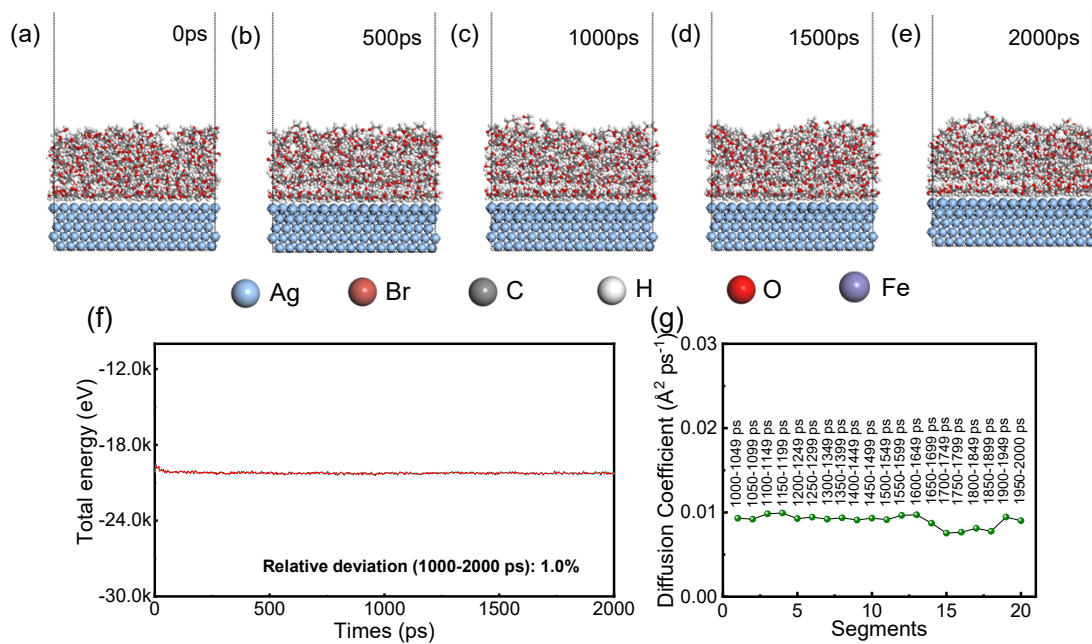 (a) 0ps
(b) 500ps
(c) 1000ps
(d) 1500ps
(e) 2000ps
Ag Br C H O Fe
(f)
Total energy (eV)
-12.0k
-18.0k
-24.0k
-30.0k
Relative deviation (1000-2000 ps): 1.0%
0 500 1000 1500 2000
Times (ps)
(g)
Diffusion Coefficient (Å² ps⁻¹)
0.03
0.02
0.01
0.00
1000-1049 ps
1050-1099 ps
1100-1149 ps
1150-1199 ps
1200-1249 ps
1250-1299 ps
1300-1349 ps
1350-1399 ps
1400-1449 ps
1450-1499 ps
1500-1549 ps
1550-1599 ps
1600-1649 ps
1650-1699 ps
1700-1749 ps
1750-1799 ps
1800-1849 ps
1850-1899 ps
1900-1949 ps
1950-2000 ps
0 5 10 15 20
Segments